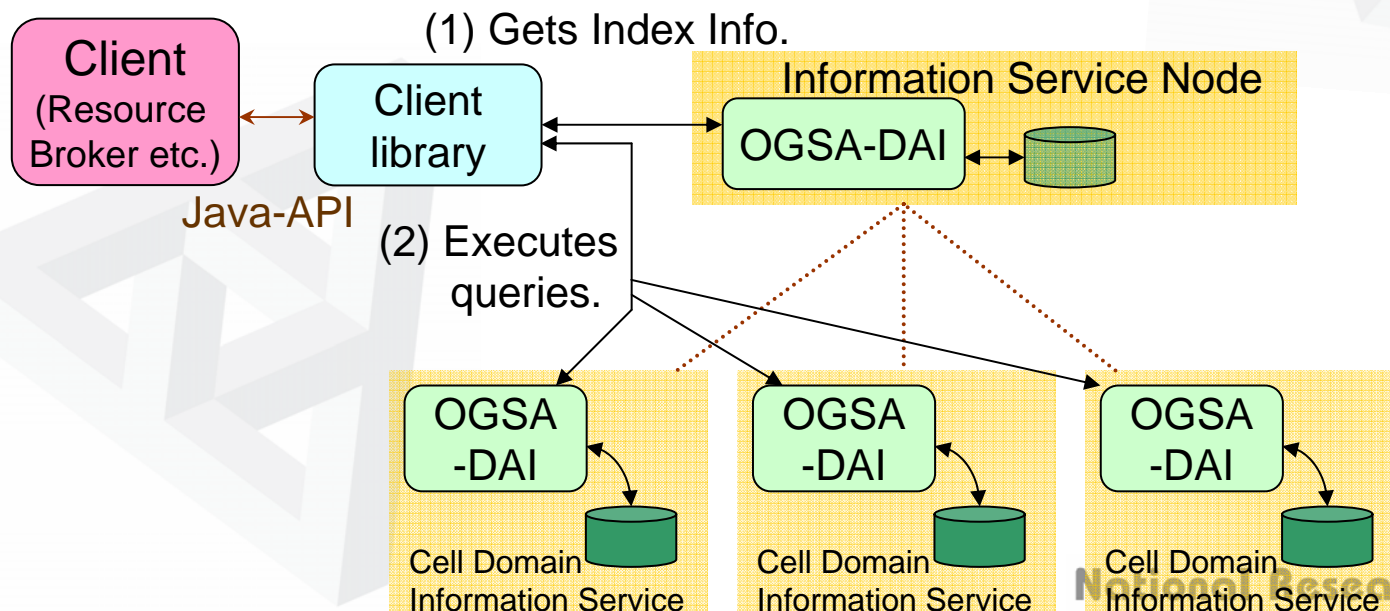 (1) Gets Index Info.
Client
(Resource
Broker etc.)
Client
library
Java-API
Information Service Node
OGSA-DAI
(2) Executes
queries.
OGSA
-DAI
Cell Domain
Information Service
OGSA
-DAI
Cell Domain
Information Service
OGSA
-DAI
Cell Domain
Information Service
National Resea